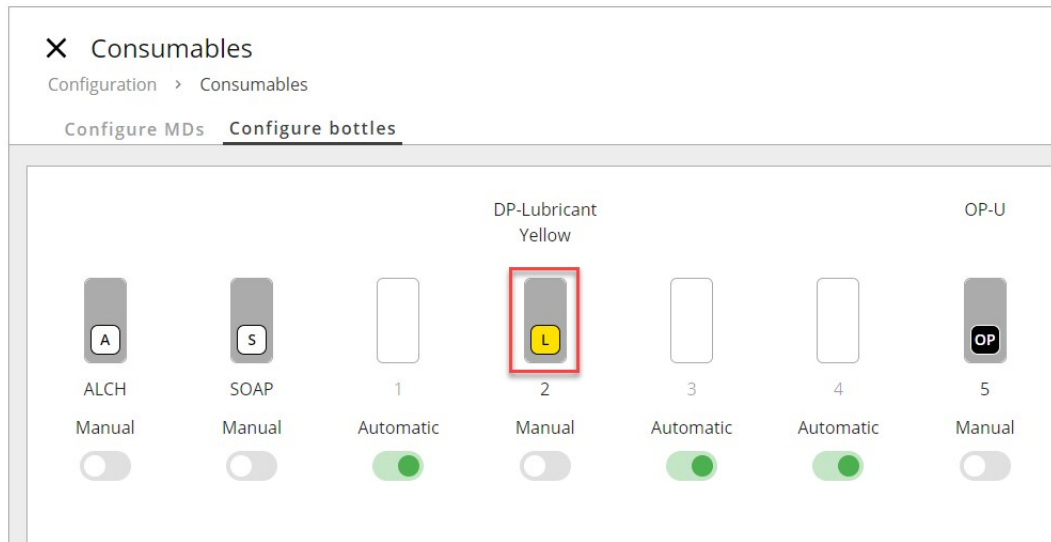 Consumables
Configuration > Consumables
Configure MDs Configure bottles
DP-Lubricant OP-U
Yellow
A S L OP
ALCH SOAP 1 2 3 4 5
Manual Manual Automatic Manual Automatic Automatic Manual